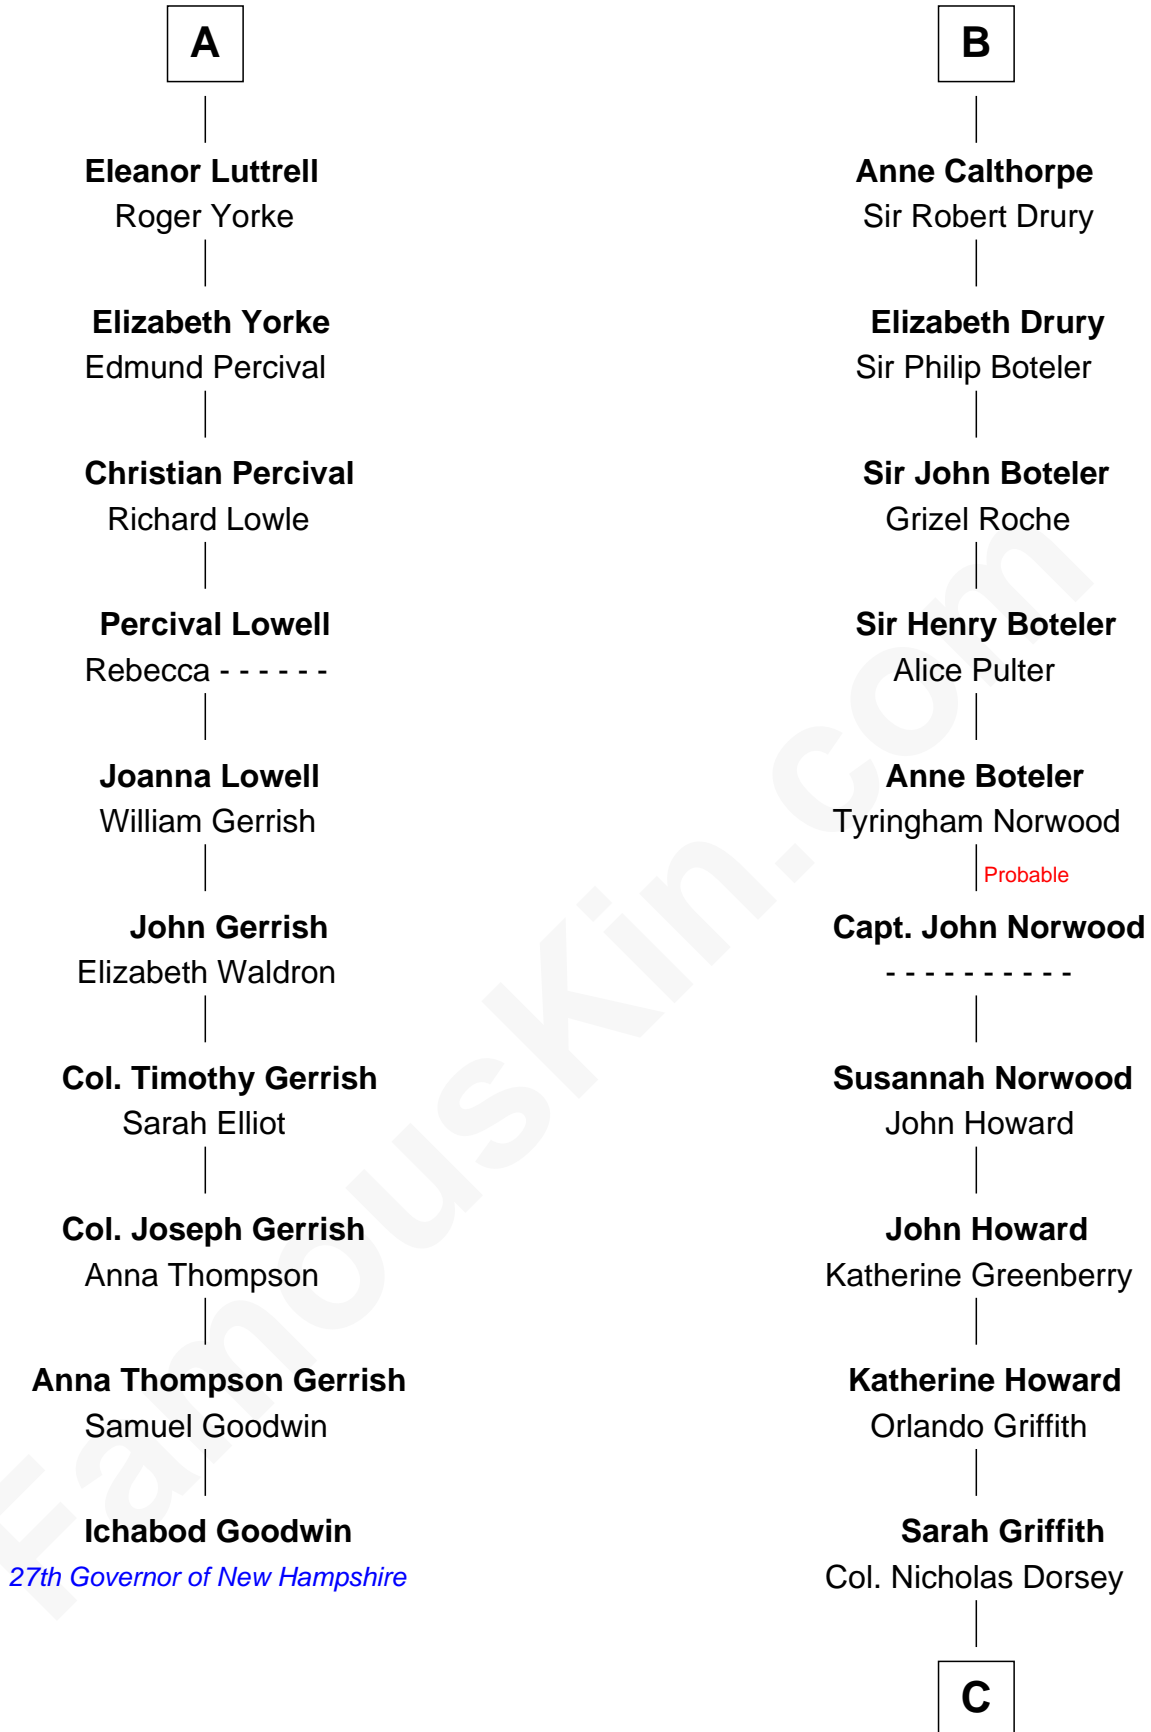 A
Eleanor Luttrell
Roger Yorke
Elizabeth Yorke
Edmund Percival
Christian Percival
Richard Lowle
Percival Lowell
Rebecca - - - - - -
Joanna Lowell
William Gerrish
John Gerrish
Elizabeth Waldron
Col. Timothy Gerrish
Sarah Elliot
Col. Joseph Gerrish
Anna Thompson
Anna Thompson Gerrish
Samuel Goodwin
Ichabod Goodwin
27th Governor of New Hampshire
B
Anne Calthorpe
Sir Robert Drury
Elizabeth Drury
Sir Philip Boteler
Sir John Boteler
Grizel Roche
Sir Henry Boteler
Alice Pulter
Anne Boteler
Tyringham Norwood
Probable
Capt. John Norwood
- - - - - - - - - -
Susannah Norwood
John Howard
John Howard
Katherine Greenberry
Katherine Howard
Orlando Griffith
Sarah Griffith
Col. Nicholas Dorsey
C
FamousKin.com